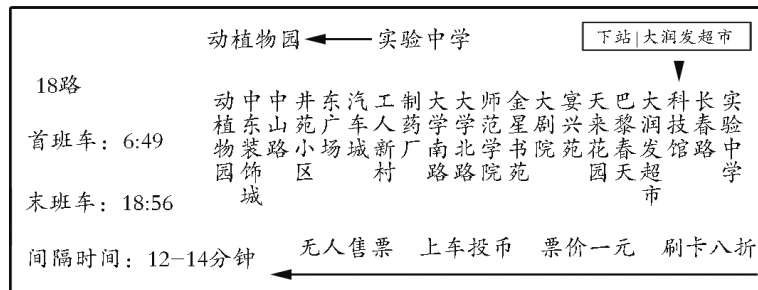 动植物园 实验中学
下站|大润发超市
18路
首班车：6:49
末班车：18:56
间隔时间：12-14分钟
动植物园
中东装饰城
中山路
井苑小区
东广场
汽车城
工人新村
制药厂
大学南路
大学北路
师范学院
金星书苑
大剧院
宴兴苑
天来花园
巴黎春天
大润发超市
科技馆
长春路
实验中学
无人售票 上车投币 票价一元 刷卡八折